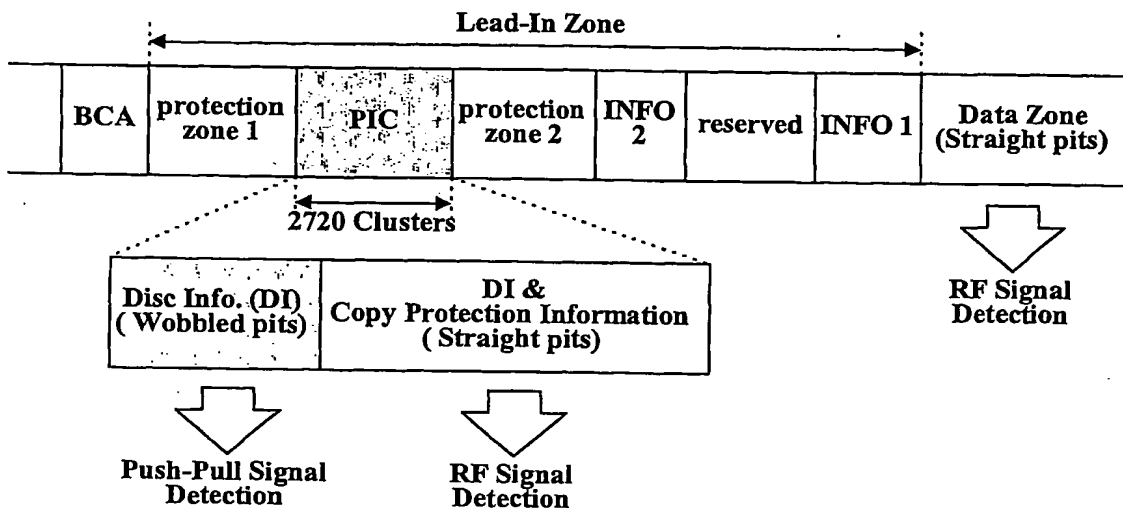 Lead-In Zone
BCA
protection
zone 1
PIC
protection
zone 2
INFO
2
reserved
INFO 1
Data Zone
(Straight pits)
2720 Clusters
Disc Info. (DI)
( Wobbled pits)
DI &
Copy Protection Information
( Straight pits)
RF Signal
Detection
Push-Pull Signal
Detection
RF Signal
Detection